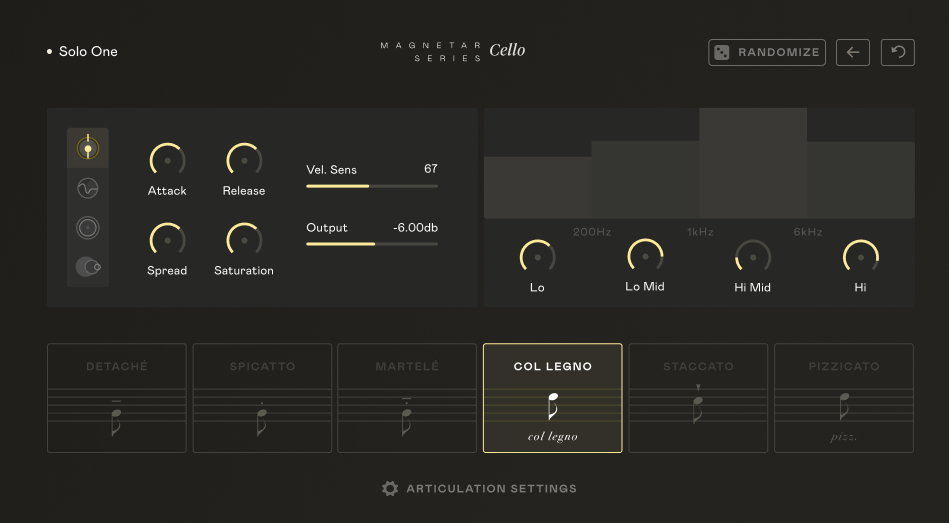 Solo One
MAGNETAR
SERIES
Cello
RANDOMIZE
Attack
Release
Vel. Sens
67
Output
-6.00db
Spread
Saturation
200Hz
1kHz
6kHz
Lo
Lo Mid
Hi Mid
Hi
DETACHÉ
SPICATTO
MARTELÉ
COL LEGNO
STACCATO
PIZZICATO
col legno
pizz.
ARTICULATION SETTINGS